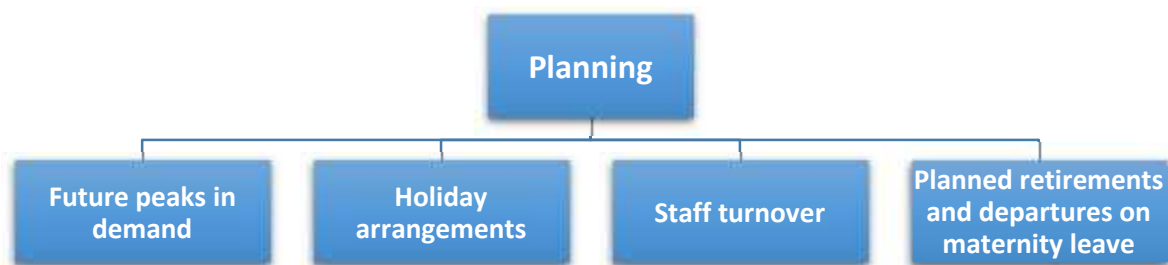 Planning
Future peaks in
demand
Holiday
arrangements
Staff turnover
Planned retirements
and departures on
maternity leave